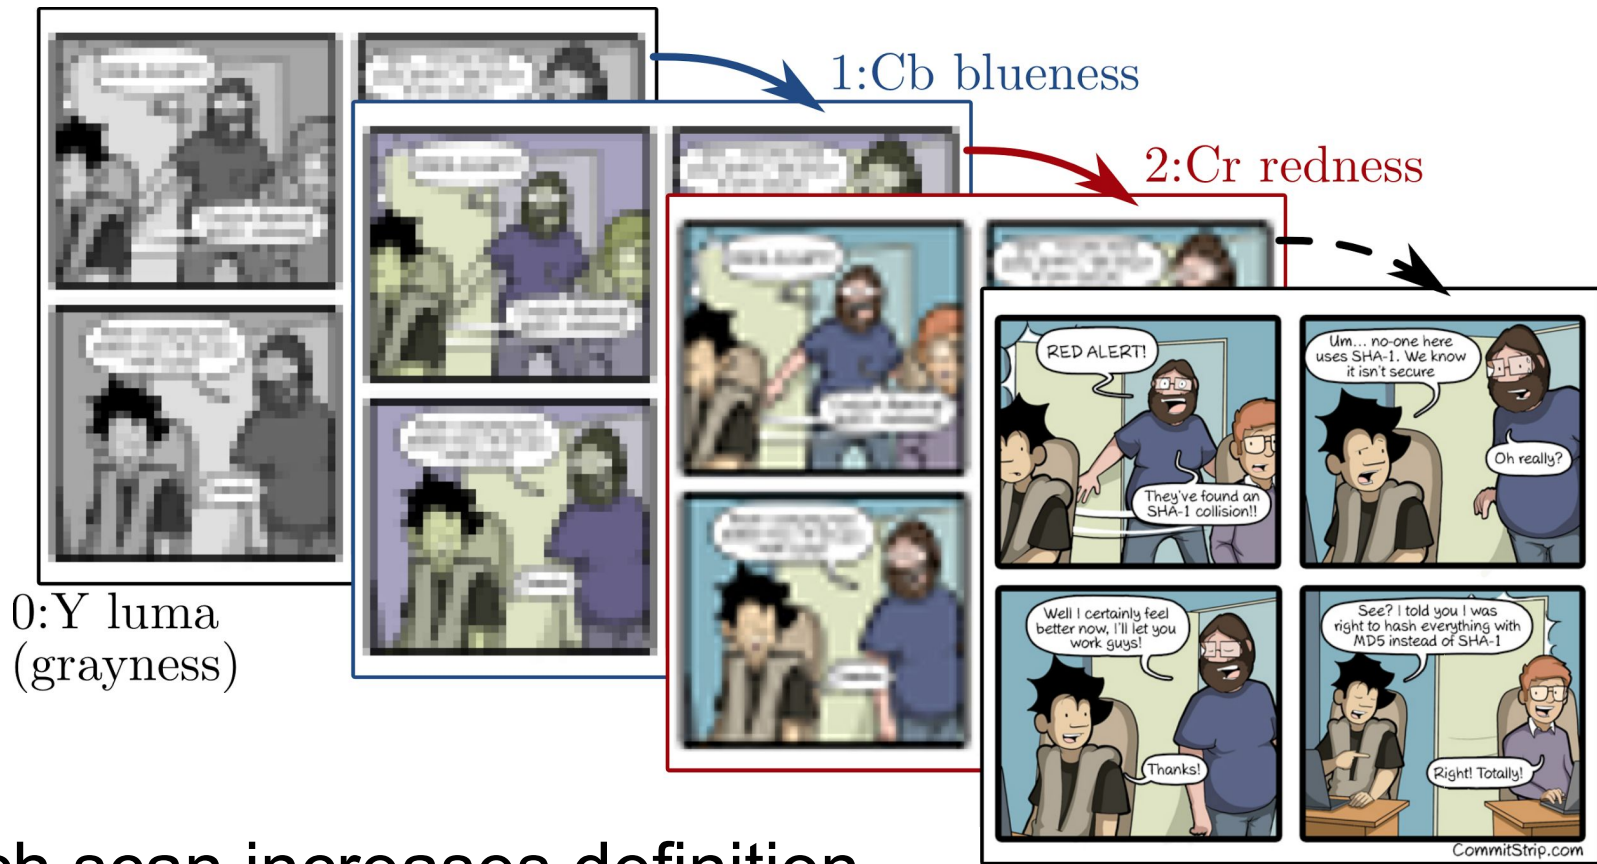 1:Cb blueness
2:Cr redness
0:Y luma
(grayness)
RED ALERT!
They've found an
SHA-1 collision!!
Um... no-one here
uses SHA-1. We know
it isn't secure
Oh really?
Well I certainly feel
better now, I'll let you
work guys!
Thanks!
See? I told you I was
right to hash everything with
MD5 instead of SHA-1
Right! Totally!
CommitStrip.com
scan increases definition